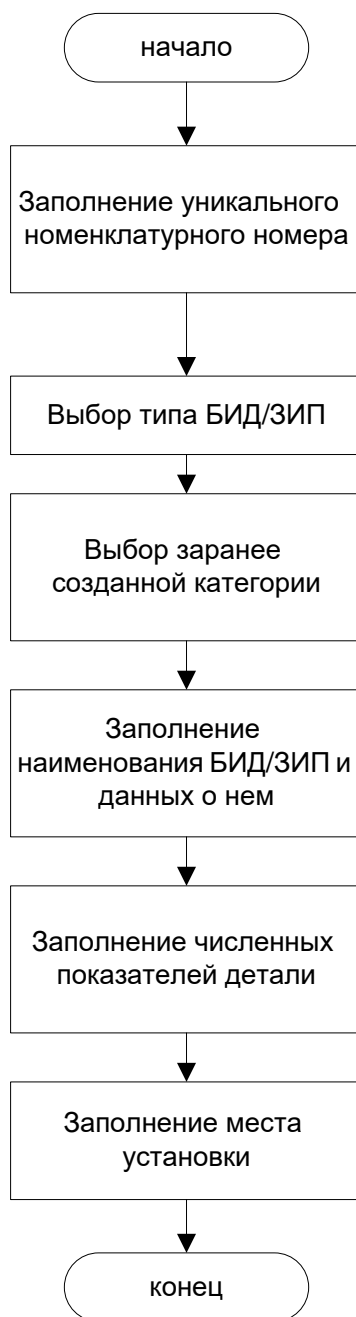 начало
Заполнение уникального
номенклатурного номера
Выбор типа БИД/ЗИП
Выбор заранее
созданной категории
Заполнение
наименования БИД/ЗИП и
данных о нем
Заполнение численных
показателей детали
Заполнение места
установки
конец